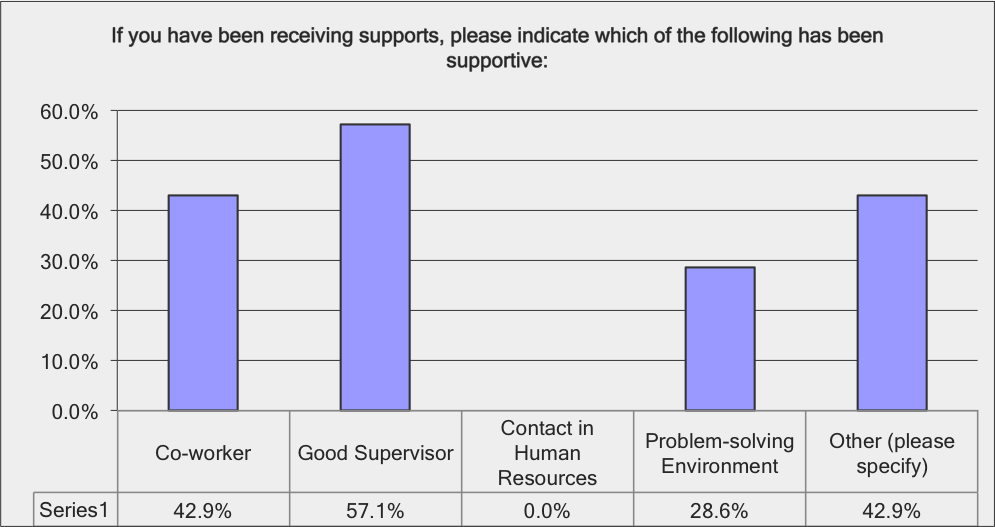 If you have been receiving supports, please indicate which of the following has been
supportive:
60.0%
50.0%
40.0%
30.0%
20.0%
10.0%
0.0%
Co-worker
Good Supervisor
Contact in
Human
Resources
Problem-solving
Environment
Other (please
specify)
Series1 42.9% 57.1% 0.0% 28.6% 42.9%